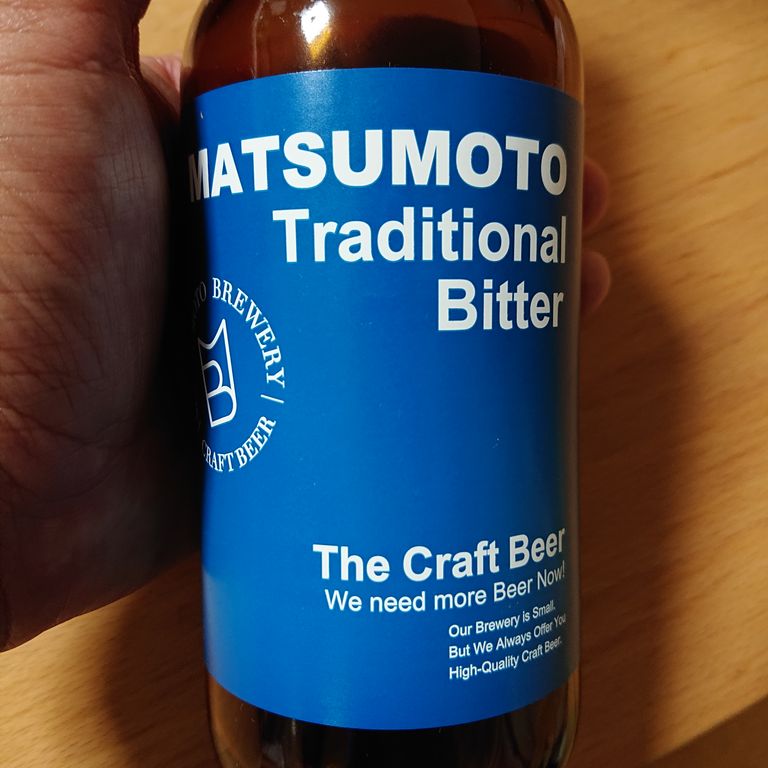 MATSUMOTO
Traditional
Bitter
BREWERY /
CRAFT BEER
The Craft Beer
We need more Beer Now!
Our Brewery is Small.
But We Always Offer You
High-Quality Craft Beer.